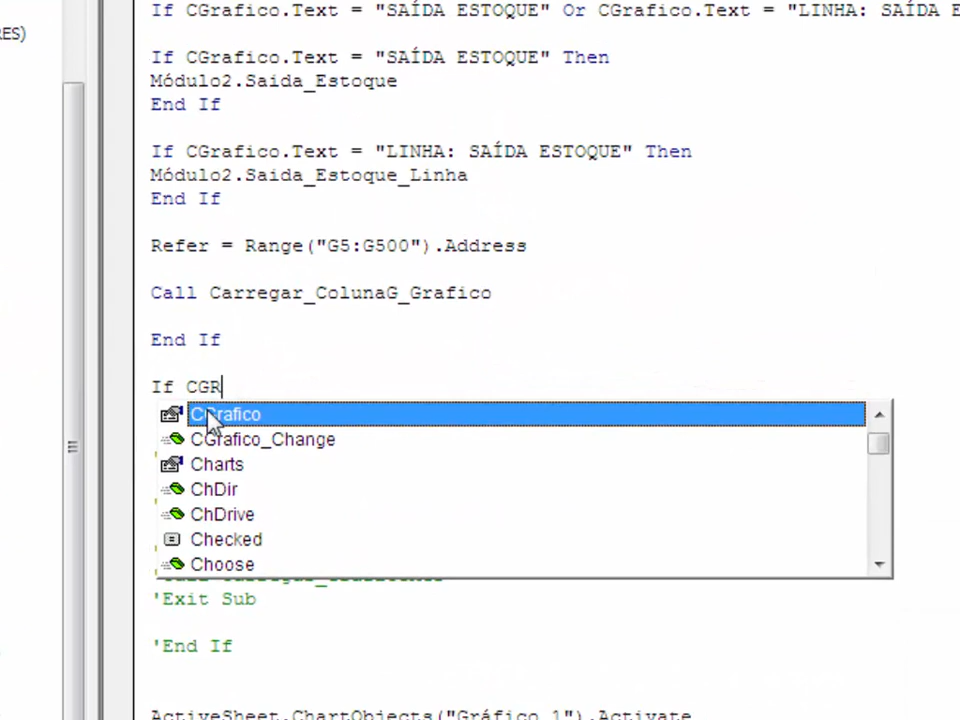 If CGrafico.Text = "SAÍDA ESTOQUE" Or CGrafico.Text = "LINHA: SAÍDA E
RES)
If CGrafico.Text = "SAÍDA ESTOQUE" Then
Módulo2.Saida_Estoque
End If
If CGrafico.Text = "LINHA: SAÍDA ESTOQUE" Then
Módulo2.Saida_Estoque_Linha
End If
Refer = Range("G5:G500").Address
Call Carregar_ColunaG_Grafico
End If
If CGR
CGrafico
CGrafico_Change
Charts
ChDir
ChDrive
Checked
Choose
'Exit Sub
'End If
ActiveSheet.ChartObjects("Gráfico 1").Activate